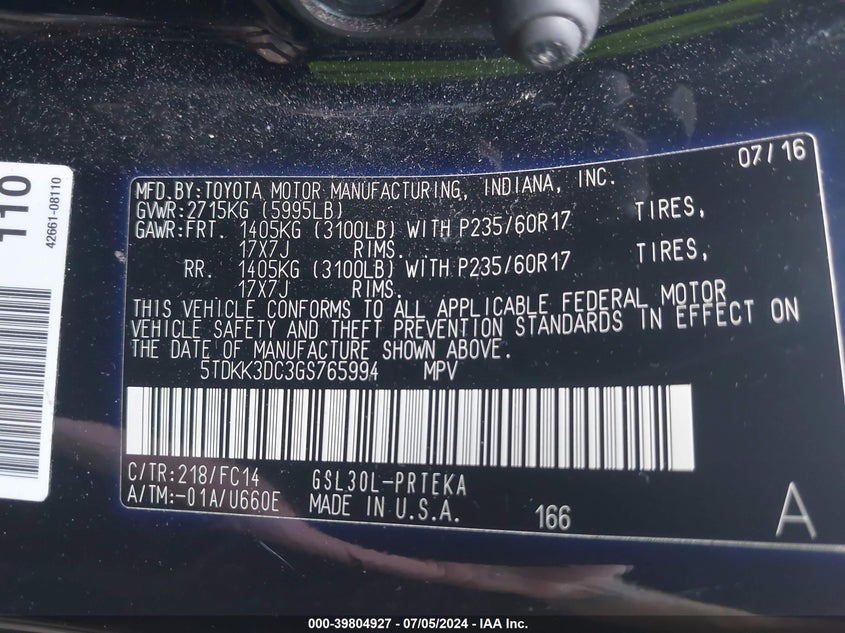 110
42661-08110
07/16
MFD.BY:TOYOTA MOTOR MANUFACTURING, INDIANA, INC.
GVWR:2715KG (5995LB)
GAWR:FRT. 1405KG (3100LB) WITH P235/60R17 TIRES,
17X7J RIMS.
RR. 1405KG (3100LB) WITH P235/60R17 TIRES,
17X7J RIMS.
THIS VEHICLE CONFORMS TO ALL APPLICABLE FEDERAL MOTOR
VEHICLE SAFETY AND THEFT PREVENTION STANDARDS IN EFFECT ON
THE DATE OF MANUFACTURE SHOWN ABOVE.
5TDKK3DC3GS765994 MPV
C/TR:218/FC14 GSL30L-PRTEKA
A/TM:-01A/U660E MADE IN U.S.A. 166 A
000-39804927 - 07/05/2024 - IAA Inc.